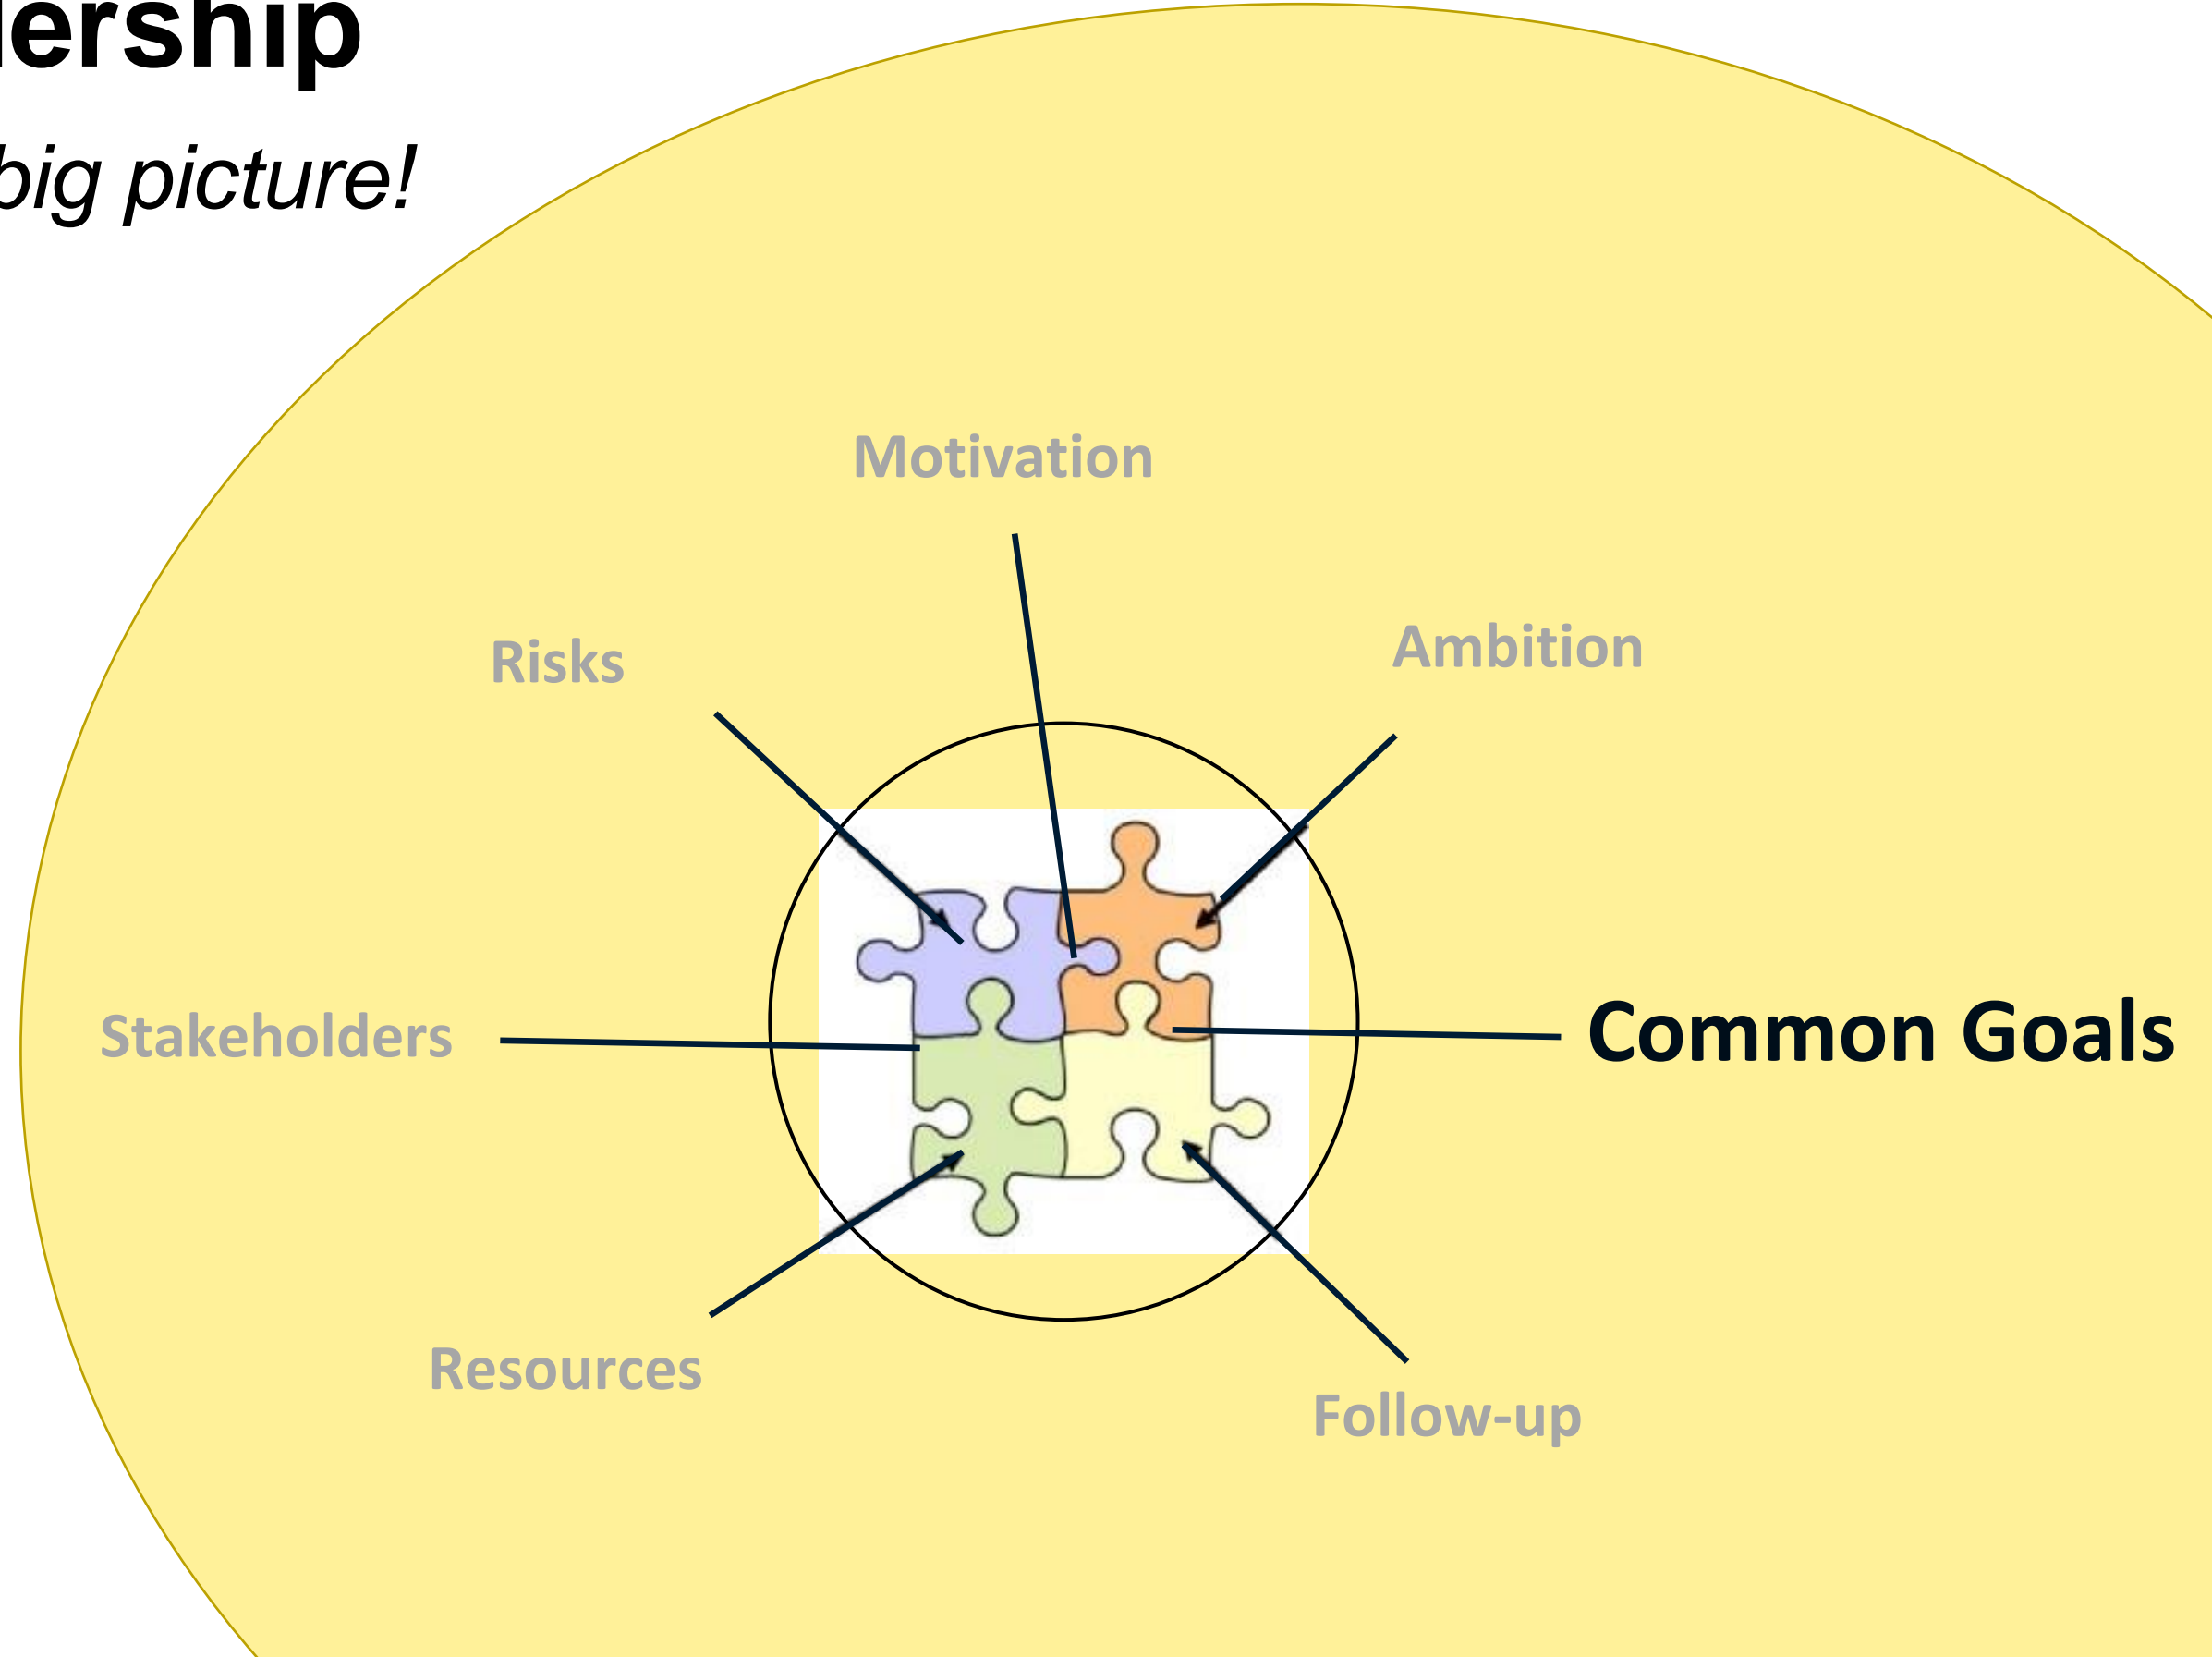 ership
big picture!
Motivation
Risks
Ambition
Stakeholders
Common Goals
Resources
Follow-up